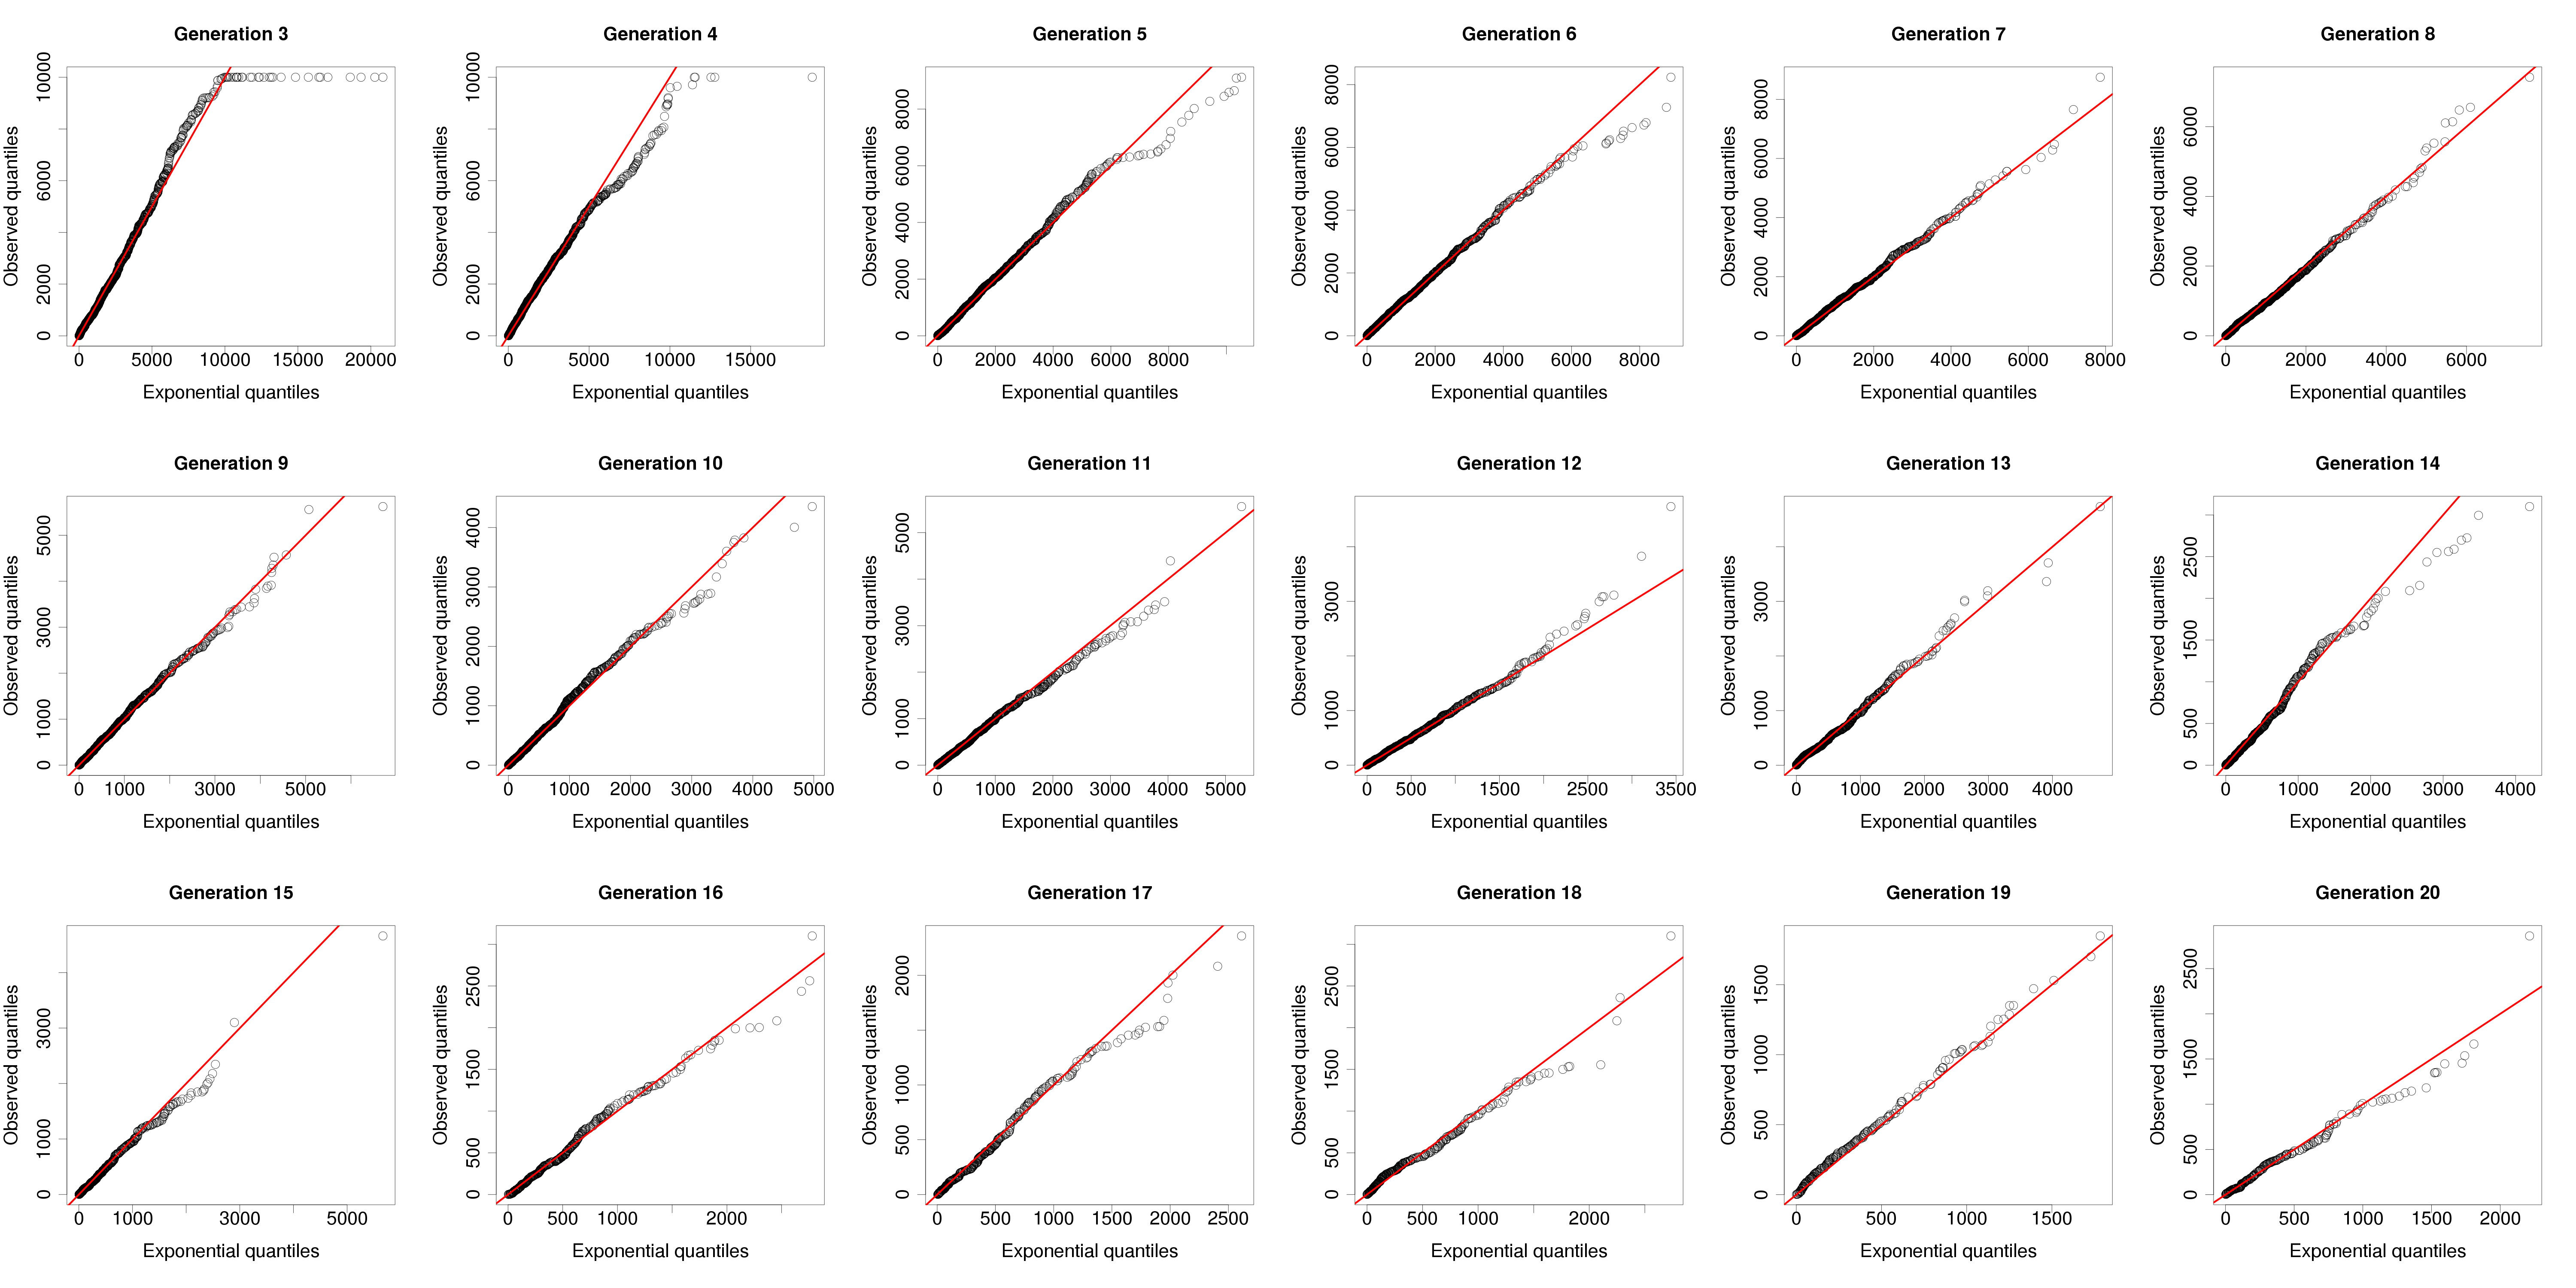 Generation 3
Observed quantiles
0 2000 6000 10000
0 5000 10000 15000 20000
Exponential quantiles
Generation 4
Observed quantiles
0 2000 6000 10000
0 5000 10000 15000
Exponential quantiles
Generation 5
Observed quantiles
0 2000 4000 6000 8000
0 2000 4000 6000 8000
Exponential quantiles
Generation 6
Observed quantiles
0 2000 4000 6000 8000
0 2000 4000 6000 8000
Exponential quantiles
Generation 7
Observed quantiles
0 2000 4000 6000 8000
0 2000 4000 6000 8000
Exponential quantiles
Generation 8
Observed quantiles
0 2000 4000 6000
0 2000 4000 6000
Exponential quantiles
Generation 9
Observed quantiles
0 1000 3000 5000
0 1000 3000 5000
Exponential quantiles
Generation 10
Observed quantiles
0 1000 2000 3000 4000
0 1000 2000 3000 4000 5000
Exponential quantiles
Generation 11
Observed quantiles
0 1000 3000 5000
0 1000 2000 3000 4000 5000
Exponential quantiles
Generation 12
Observed quantiles
0 1000 3000
0 500 1500 2500 3500
Exponential quantiles
Generation 13
Observed quantiles
0 1000 3000
0 1000 2000 3000 4000
Exponential quantiles
Generation 14
Observed quantiles
0 500 1500 2500
0 1000 2000 3000 4000
Exponential quantiles
Generation 15
Observed quantiles
0 1000 3000
0 1000 3000 5000
Exponential quantiles
Generation 16
Observed quantiles
0 500 1500 2500
0 500 1000 2000
Exponential quantiles
Generation 17
Observed quantiles
0 500 1000 2000
0 500 1000 1500 2000 2500
Exponential quantiles
Generation 18
Observed quantiles
0 500 1500 2500
0 500 1000 2000
Exponential quantiles
Generation 19
Observed quantiles
0 500 1000 1500
0 500 1000 1500
Exponential quantiles
Generation 20
Observed quantiles
0 500 1500 2500
0 500 1000 1500 2000
Exponential quantiles